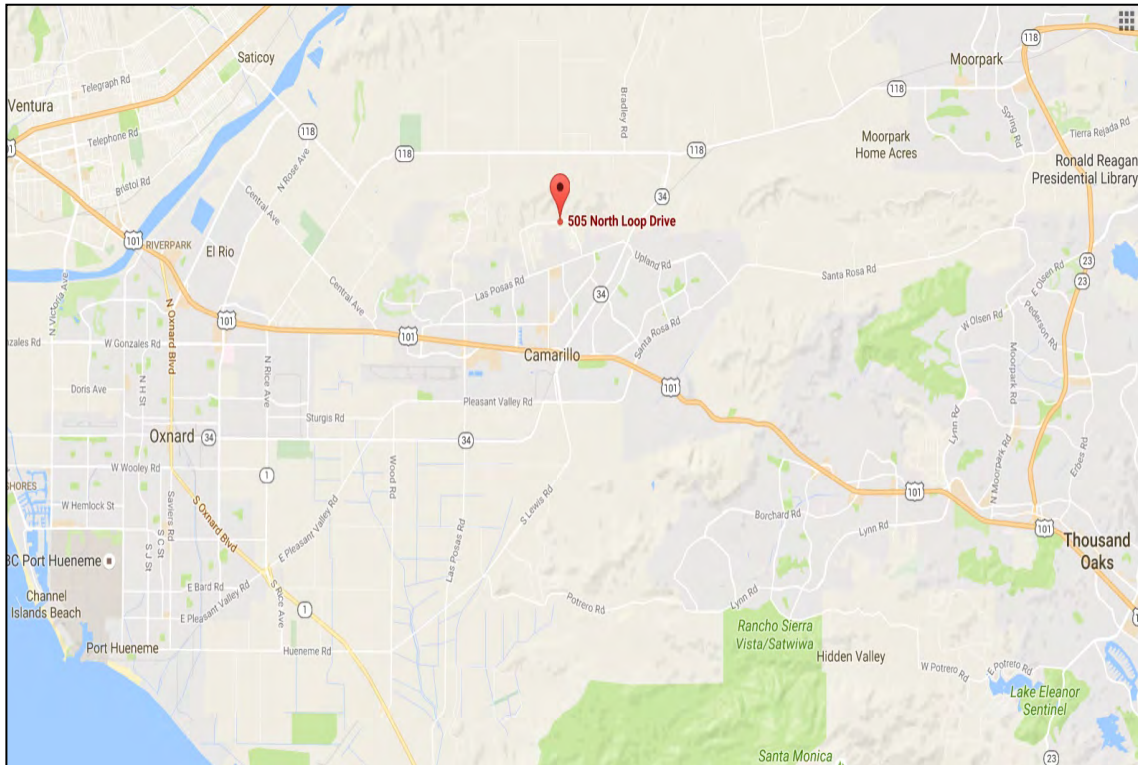 118
Moorpark
Saticoy
Telegraph Rd
Ventura
118
Bradley Rd
Spring Rd
118
N Rose Ave
Telephone Rd
Tierra Rejada
Moorpark
Home Acres
101
118
118
Ronald Reagan
Presidential Library
Bristol Rd
Central Ave
34
505 North Loop Drive
101
RIVERPARK
El Rio
Upland Rd
23
Santa Rosa Rd
E Olsen Rd
23
Central Ave
Las Posas Rd
34
N Victoria Ave
N Oxnard Blvd
101
W Olsen Rd
Pederson Rd
Santa Rosa Rd
101
W Gonzales Rd
Camarillo
N Rice Ave
Moorpark Rd
101
Doris Ave
N H St
Pleasant Valley Rd
Sturgis Rd
Lynn Rd
Oxnard
34
34
Erbes Rd
W Wooley Rd
1
Wood Rd
N Moorpark Rd
SHORES
101
W Hemlock St
Saviers Rd
S Oxnard Blvd
S Lewis Rd
Borchard Rd
Lynn Rd
101
S C St
S J St
E Pleasant Valley Rd
Las Posas Rd
Thousand
Oaks
BC Port Hueneme
E Bard Rd
S Rice Ave
Channel
Islands Beach
E Pleasant Valley Rd
1
Potrero Rd
Lynn Rd
Rancho Sierra
Vista/Satwiwa
Port Hueneme
Hueneme Rd
Hidden Valley
W Potrero Rd
E Potrero Rd
Lake Eleanor
Sentinel
Santa Monica
23